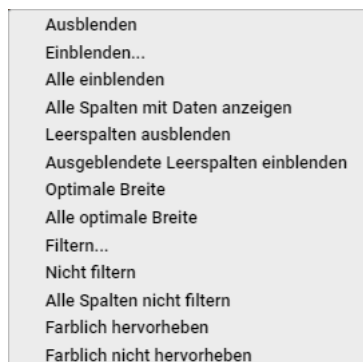 Ausblenden
Einblenden...
Alle einblenden
Alle Spalten mit Daten anzeigen
Leerspalten ausblenden
Ausgeblendete Leerspalten einblenden
Optimale Breite
Alle optimale Breite
Filtern...
Nicht filtern
Alle Spalten nicht filtern
Farblich hervorheben
Farblich nicht hervorheben